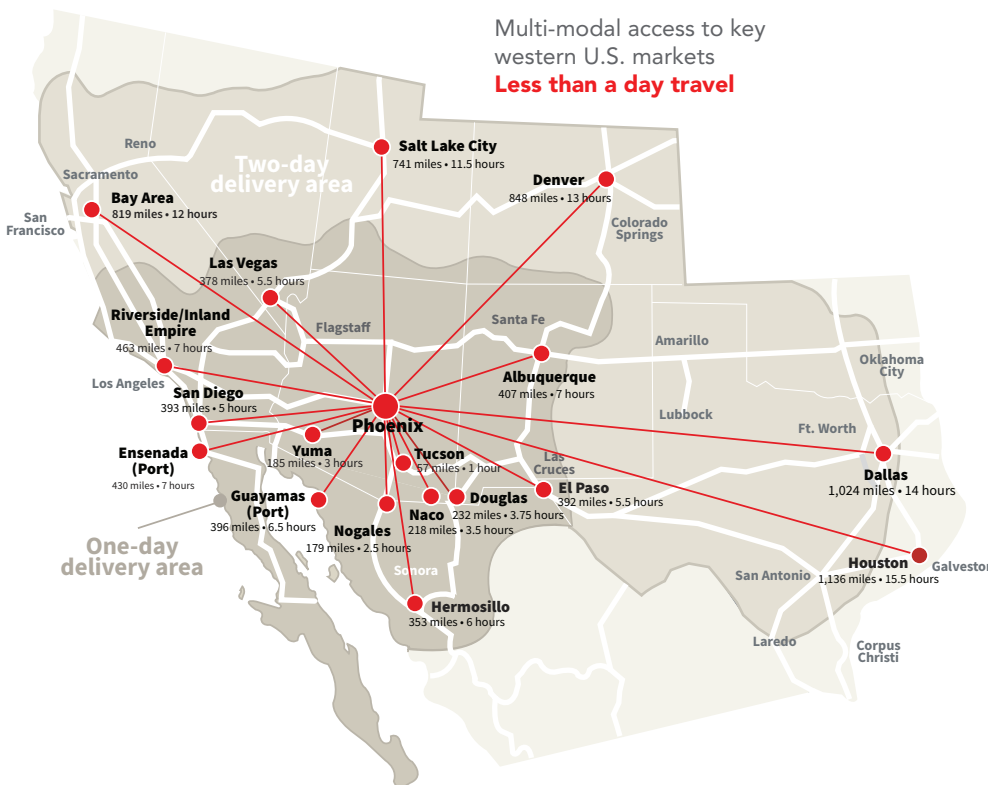 Multi-modal access to key
western U.S. markets
Less than a day travel
Salt Lake City
741 miles • 11.5 hours
Reno
Two-day
delivery area
Sacramento
Denver
848 miles • 13 hours
Bay Area
819 miles • 12 hours
San
Francisco
Colorado
Springs
Las Vegas
378 miles • 5.5 hours
Riverside/Inland
Empire
463 miles • 7 hours
Flagstaff
Santa Fe
Amarillo
Oklahoma
City
Los Angeles
San Diego
393 miles • 5 hours
Albuquerque
407 miles • 7 hours
Lubbock
Ft. Worth
Phoenix
Ensenada
(Port)
430 miles • 7 hours
Yuma
185 miles • 3 hours
Tucson
67 miles • 1 hour
Las
Cruces
Dallas
1,024 miles • 14 hours
Guayamas
(Port)
396 miles • 6.5 hours
El Paso
392 miles • 5.5 hours
Douglas
232 miles • 3.75 hours
Naco
218 miles • 3.5 hours
Nogales
179 miles • 2.5 hours
One-day
delivery area
Sonora
Houston
1,136 miles • 15.5 hours
Galveston
San Antonio
Hermosillo
353 miles • 6 hours
Laredo
Corpus
Christi